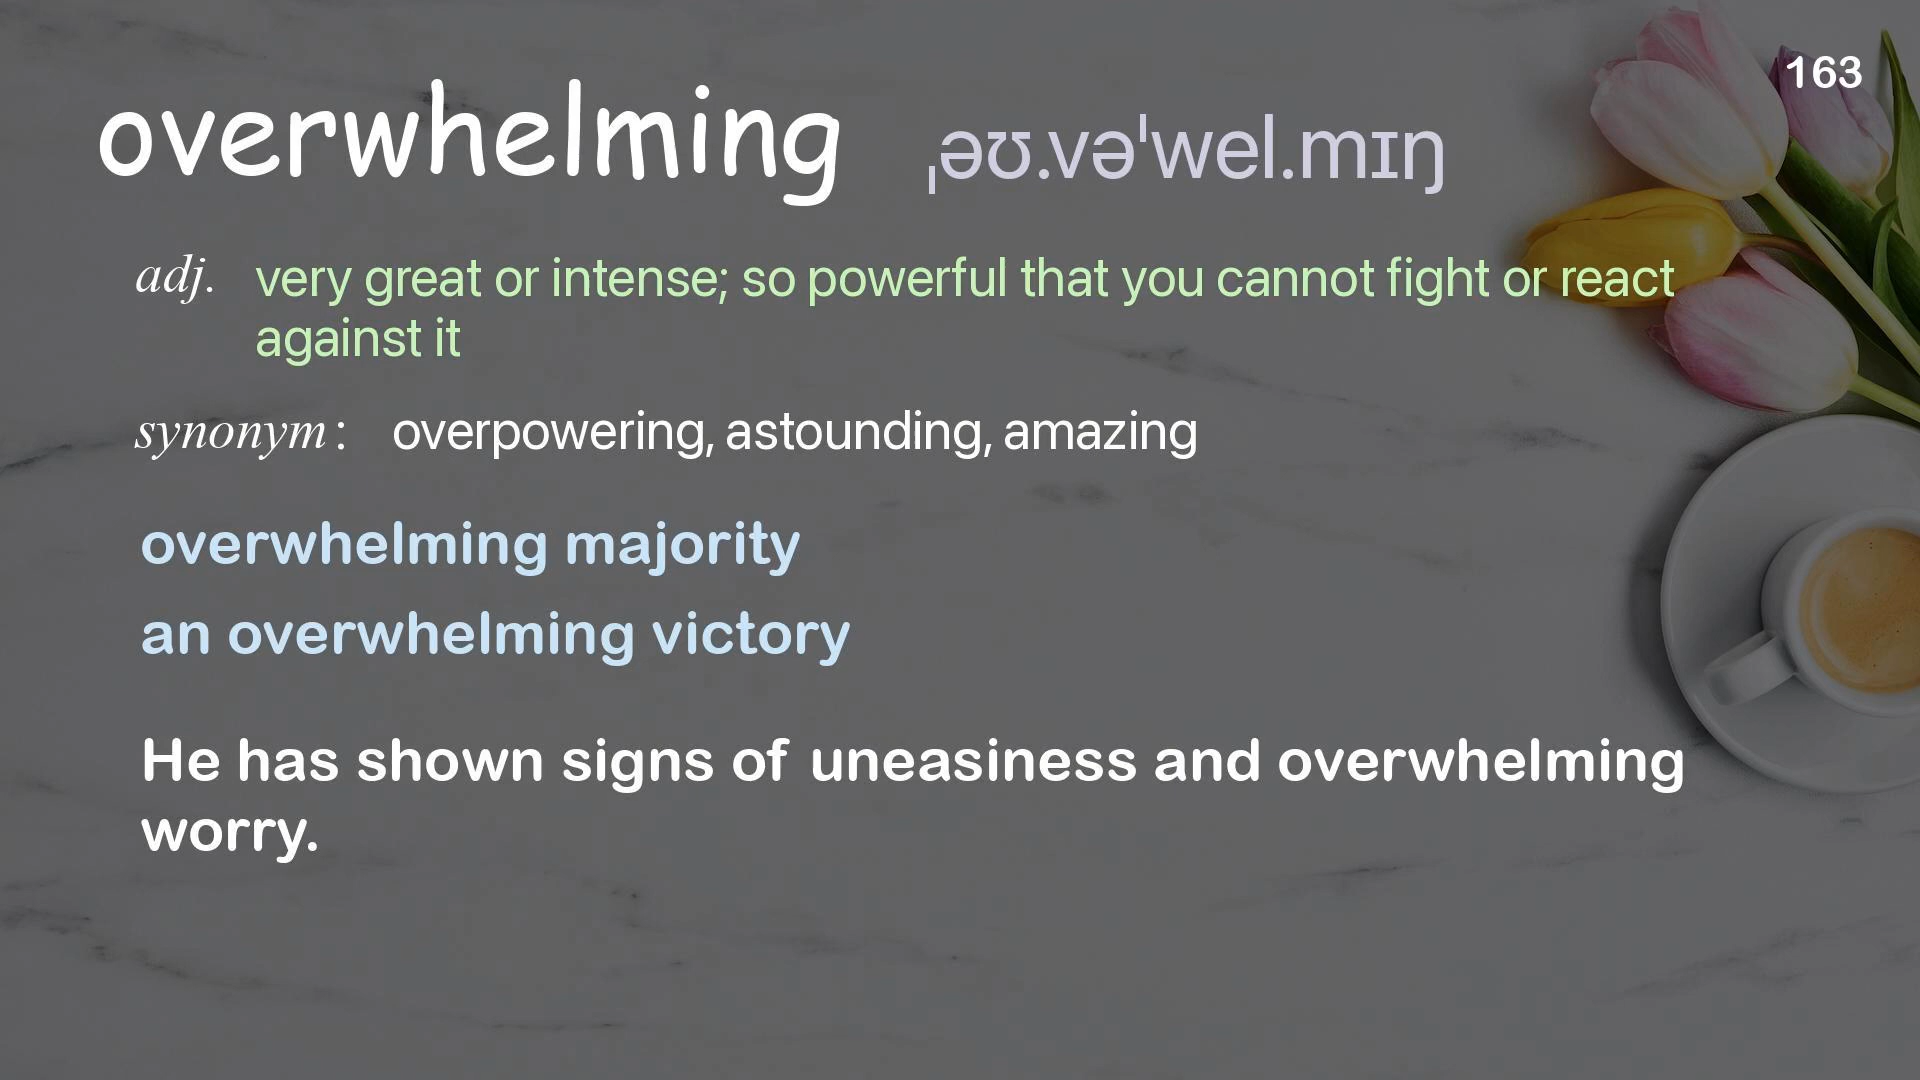 163
overwhelming ˌəʊ.vəˈwel.mɪŋ
adj. very great or intense; so powerful that you cannot fight or react
against it
synonym: overpowering, astounding, amazing
overwhelming majority
an overwhelming victory
He has shown signs of uneasiness and overwhelming
worry.